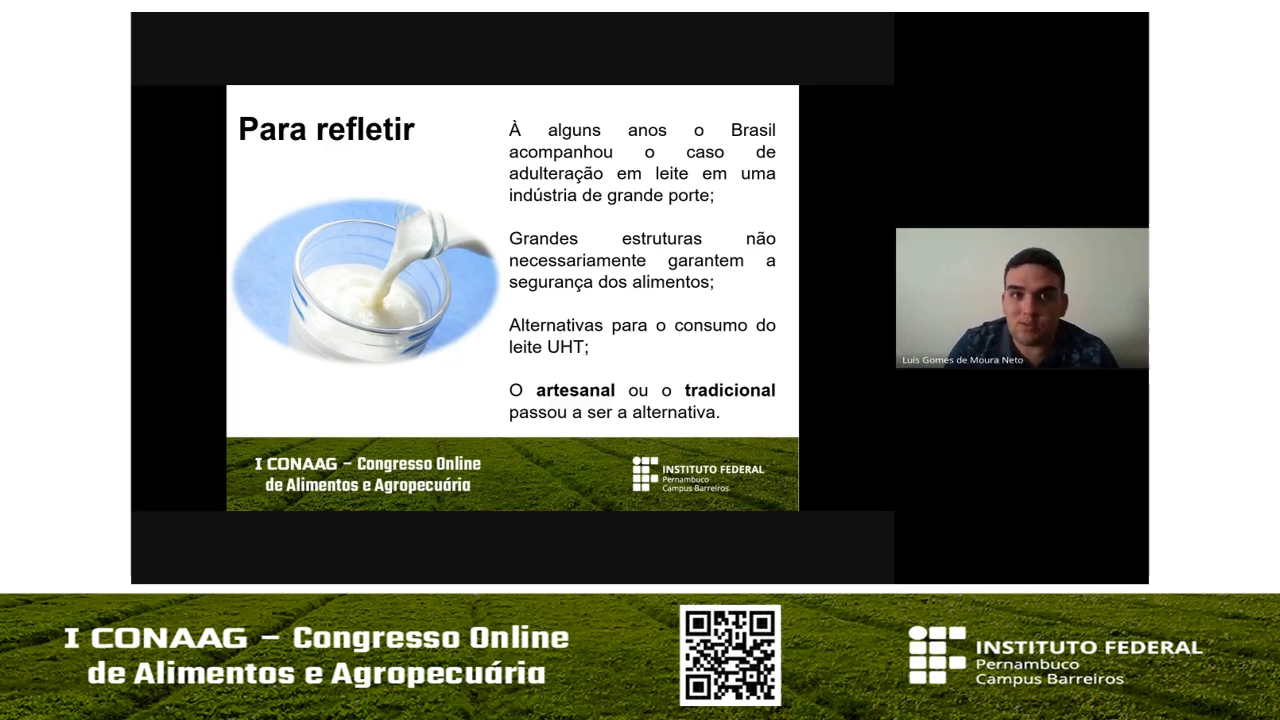 Para refletir
À alguns anos o Brasil
acompanhou o caso de
adulteração em leite em uma
indústria de grande porte;
Grandes estruturas não
necessariamente garantem a
segurança dos alimentos;
Alternativas para o consumo do
leite UHT;
O artesanal ou o tradicional
passou a ser a alternativa.
I CONAAG – Congresso Online
de Alimentos e Agropecuária
INSTITUTO FEDERAL
Pernambuco
Campus Barreiros
Luís Gomes de Moura Neto
I CONAAG – Congresso Online
de Alimentos e Agropecuária
INSTITUTO FEDERAL
Pernambuco
Campus Barreiros